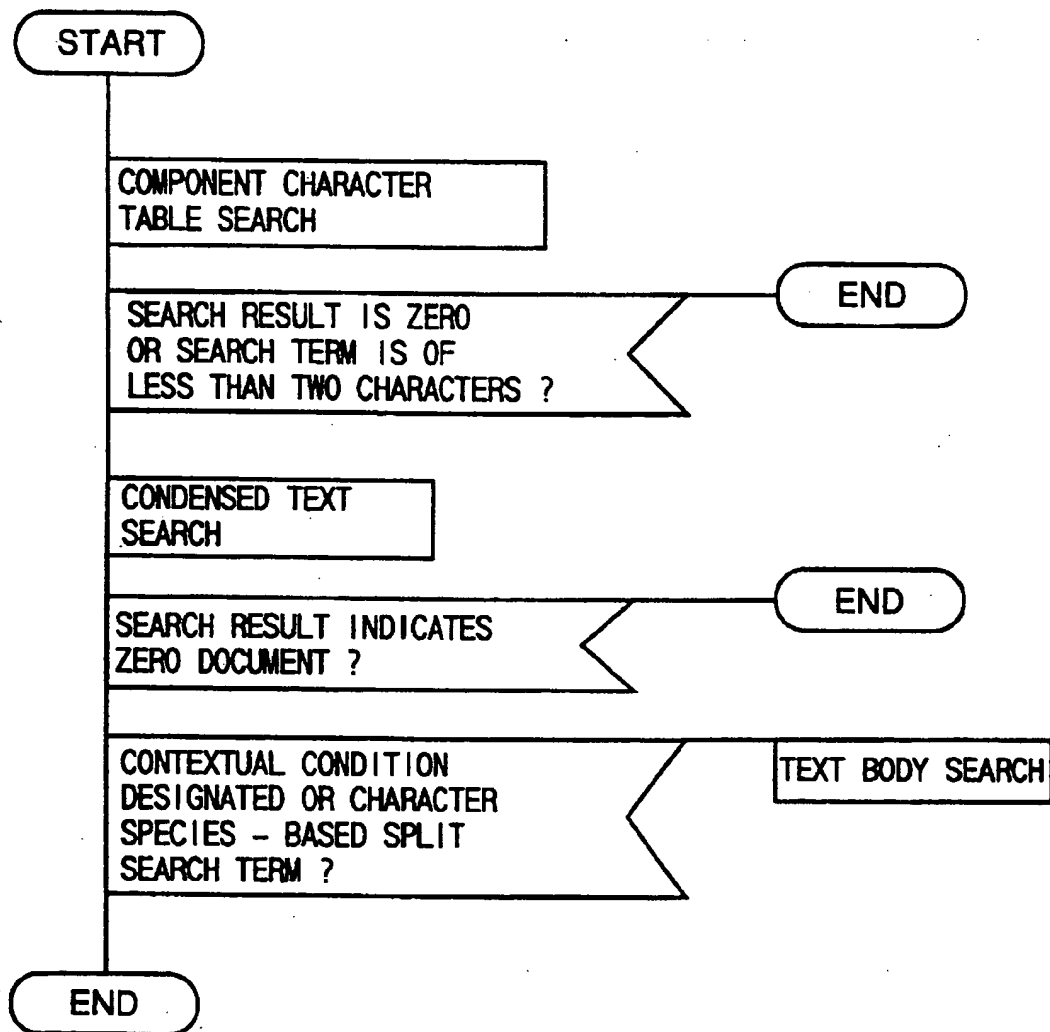 START
COMPONENT CHARACTER
TABLE SEARCH
SEARCH RESULT IS ZERO
OR SEARCH TERM IS OF
LESS THAN TWO CHARACTERS ?
END
CONDENSED TEXT
SEARCH
SEARCH RESULT INDICATES
ZERO DOCUMENT ?
END
CONTEXTUAL CONDITION
DESIGNATED OR CHARACTER
SPECIES - BASED SPLIT
SEARCH TERM ?
TEXT BODY SEARCH
END